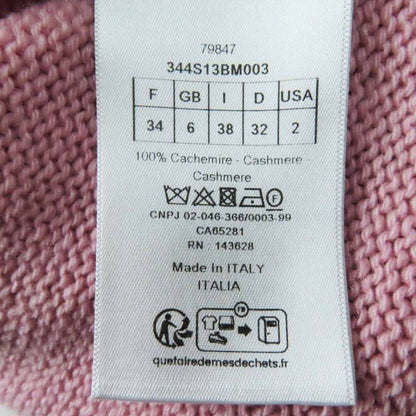 79847
344S13BM003
F GB I D USA
34 6 38 32 2
100% Cachemire - Cashmere -
Cashmere
F
CNPJ 02-046-366/0003-99
CA65281
RN 143628
Made in ITALY
ITALIA
FR
quefairedemesdechets.fr